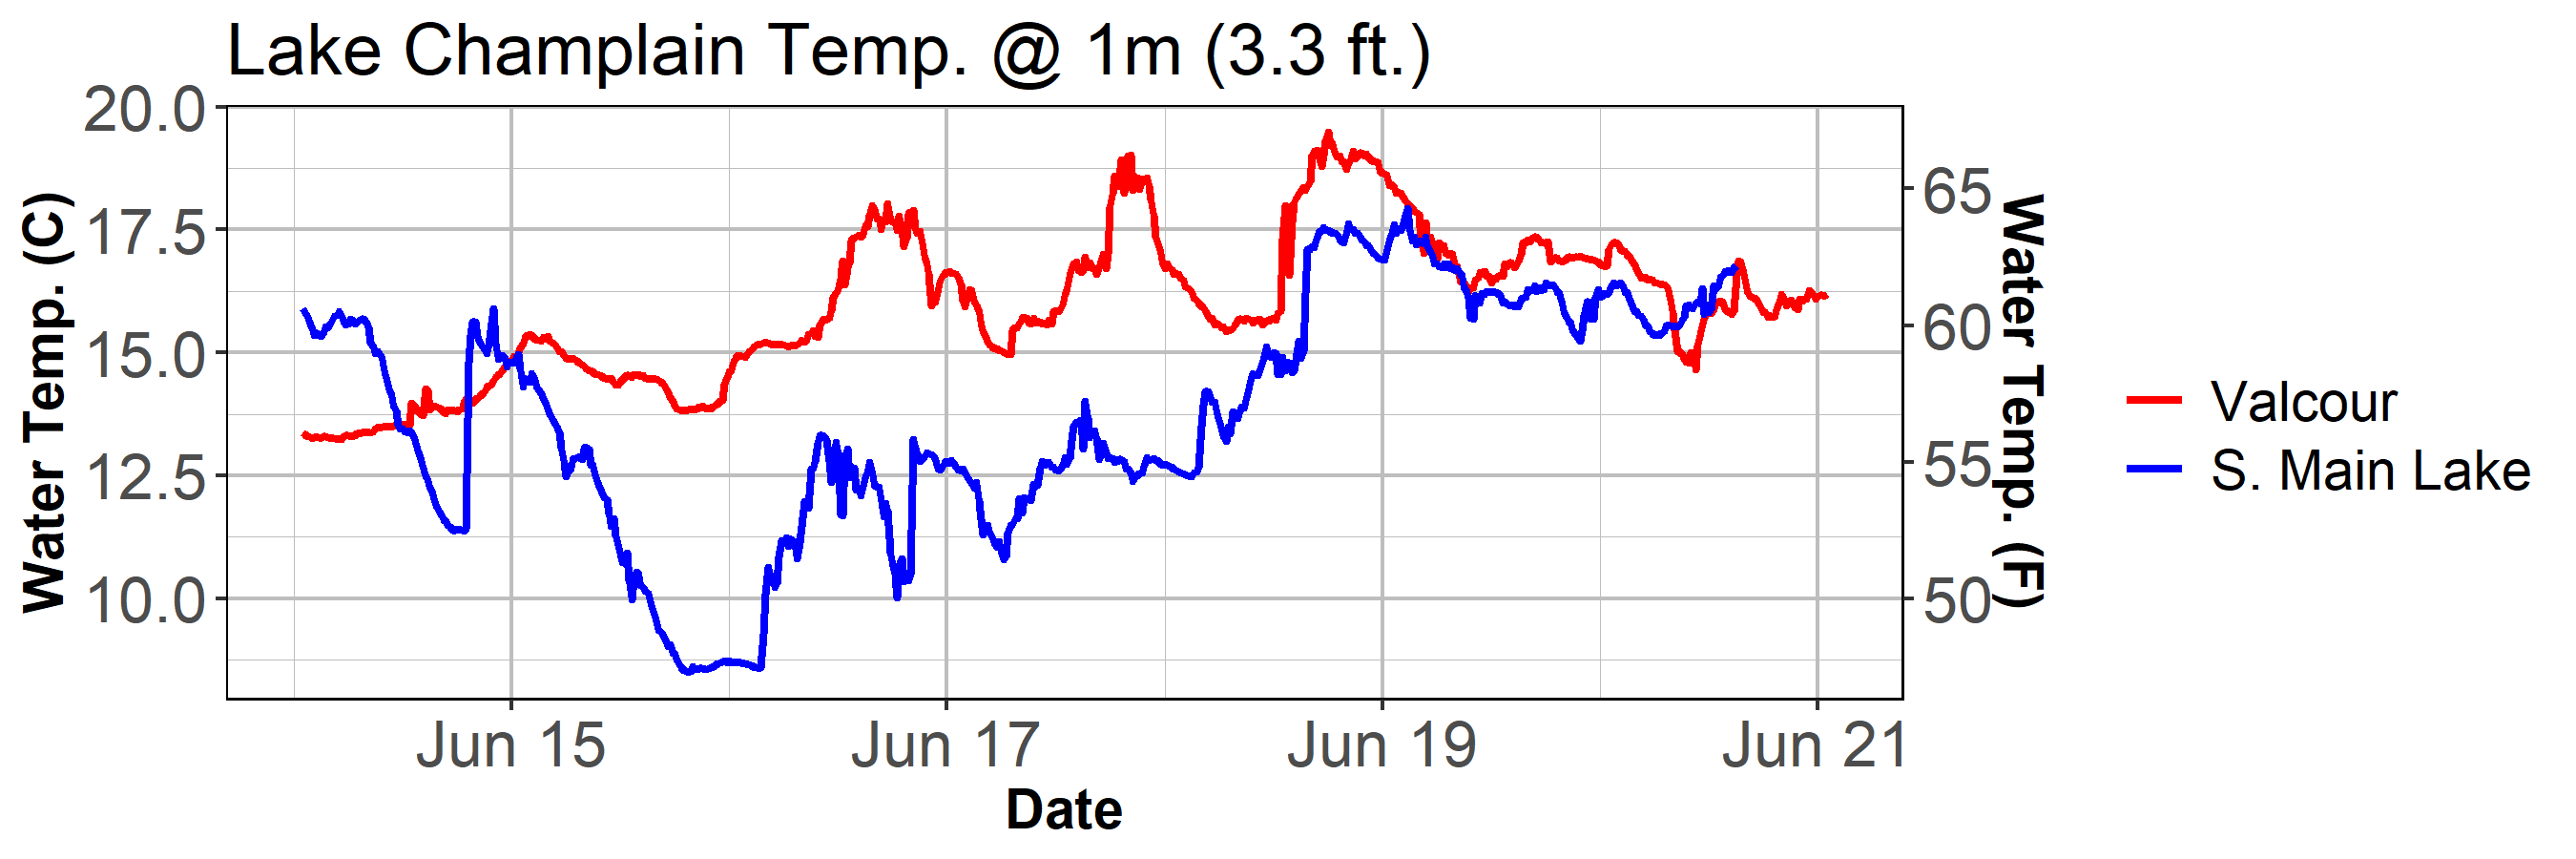 Lake Champlain Temp. @ 1m (3.3 ft.)
Water Temp. (C)
20.0
17.5
15.0
12.5
10.0
65
60
55
50
Water Temp. (F)
Jun 15
Jun 17
Jun 19
Jun 21
Date
Valcour
S. Main Lake